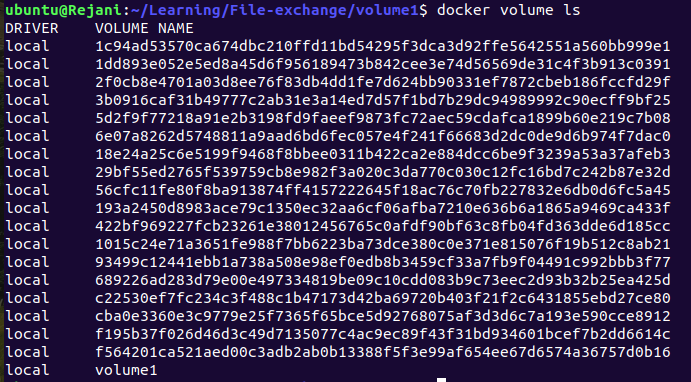 ubuntu@Rejani:~/Learning/File-exchange/volume1$ docker volume ls
DRIVER    VOLUME NAME
local     1c94ad53570ca674dbc210ffd11bd54295f3dca3d92ffe5642551a560bb999e1
local     1dd893e052e5ed8a45d6f956189473b842cee3e74d56569de31c4f3b913c0391
local     2f0cb8e4701a03d8ee76f83db4dd1fe7d624bb90331ef7872cbeb186fccfd29f
local     3b0916caf31b49777c2ab31e3a14ed7d57f1bd7b29dc94989992c90ecff9bf25
local     5d2f9f77218a91e2b3198fd9faeef9873fc72aec59cdafca1899b60e219c7b08
local     6e07a8262d5748811a9aad6bd6fec057e4f241f66683d2dc0de9d6b974f7dac0
local     18e24a25c6e5199f9468f8bbee0311b422ca2e884dcc6be9f3239a53a37afeb3
local     29bf55ed2765f539759cb8e982f3a020c3da770c030c12fc16bd7c242b87e32d
local     56cfc11fe80f8ba913874ff4157222645f18ac76c70fb227832e6db0d6fc5a45
local     193a2450d8983ace79c1350ec32aa6cf06afba7210e636b6a1865a9469ca433f
local     422bf969227fcb23261e38012456765c0afdf90bf63c8fb04fd363dde6d185cc
local     1015c24e71a3651fe988f7bb6223ba73dce380c0e371e815076f19b512c8ab21
local     93499c12441ebb1a738a508e98ef0edb8b3459cf33a7fb9f04491c992bbb3f77
local     689226ad283d79e00e497334819be09c10cdd083b9c73eec2d93b32b25ea425d
local     c22530ef7fc234c3f488c1b47173d42ba69720b403f21f2c6431855ebd27ce80
local     cba0e3360e3c9779e25f7365f65bce5d92768075af3d3d6c7a193e590cce8912
local     f195b37f026d46d3c49d7135077c4ac9ec89f43f31bd934601bcef7b2dd6614c
local     f564201ca521aed00c3adb2ab0b13388f5f3e99af654ee67d6574a36757d0b16
local     volume1